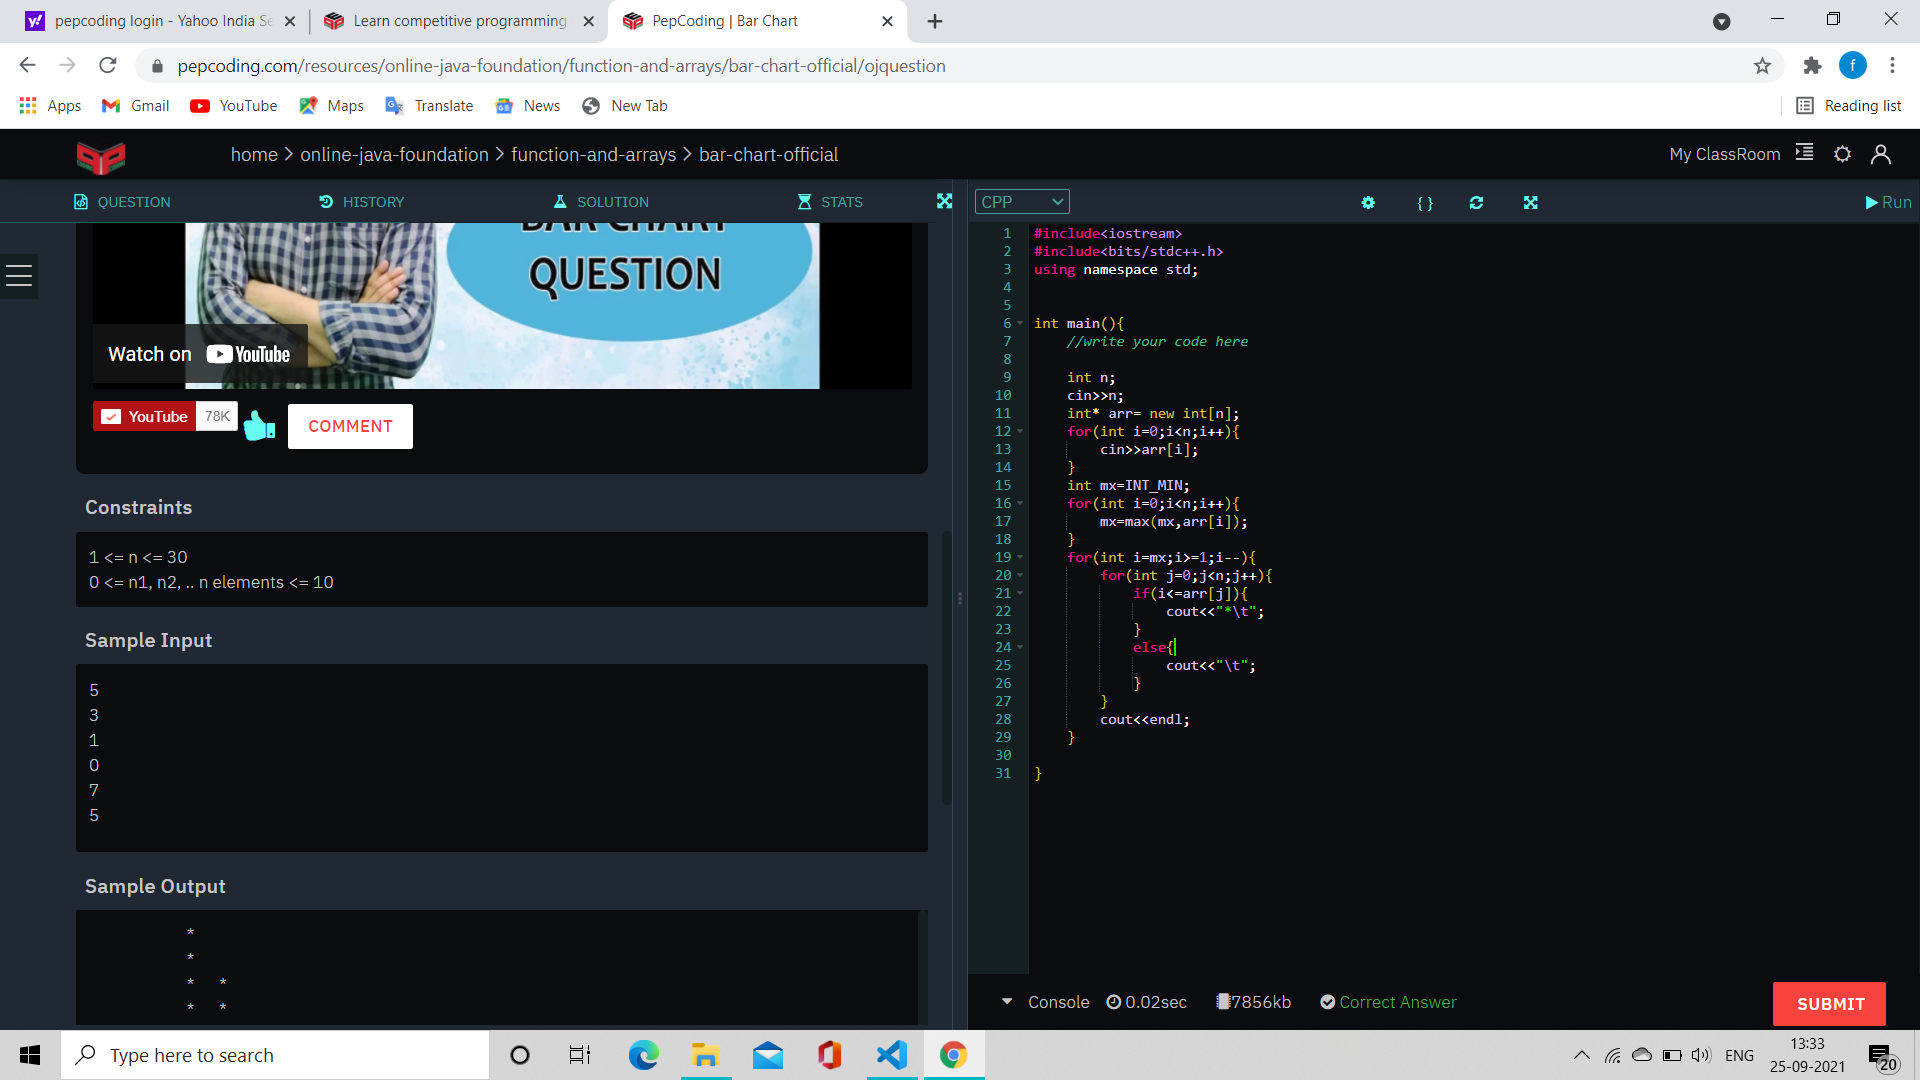 pepcoding login - Yahoo India Se
Learn competitive programming
PepCoding | Bar Chart
pepcoding.com/resources/online-java-foundation/function-and-arrays/bar-chart-official/ojquestion
f
Apps
Gmail
YouTube
Maps
Translate
News
New Tab
Reading list
home > online-java-foundation > function-and-arrays > bar-chart-official
My ClassRoom
QUESTION
HISTORY
SOLUTION
STATS
BAR CHART
QUESTION
Watch on YouTube
YouTube 78K
COMMENT
Constraints
1 <= n <= 30
0 <= n1, n2, .. n elements <= 10
Sample Input
5
3
1
0
7
5
Sample Output
*
*
* *
* *
CPP
{ }
Run
1 #include<iostream>
2 #include<bits/stdc++.h>
3 using namespace std;
4
5
6 int main(){
7 //write your code here
8
9 int n;
10 cin>>n;
11 int* arr= new int[n];
12 for(int i=0;i<n;i++){
13 cin>>arr[i];
14 }
15 int mx=INT_MIN;
16 for(int i=0;i<n;i++){
17 mx=max(mx,arr[i]);
18 }
19 for(int i=mx;i>=1;i--){
20 for(int j=0;j<n;j++){
21 if(i<=arr[j]){
22 cout<<"*\t";
23 }
24 else{
25 cout<<"\t";
26 }
27 }
28 cout<<endl;
29 }
30
31 }
Console 0.02sec 7856kb Correct Answer
SUBMIT
Type here to search
ENG
13:33
25-09-2021
20